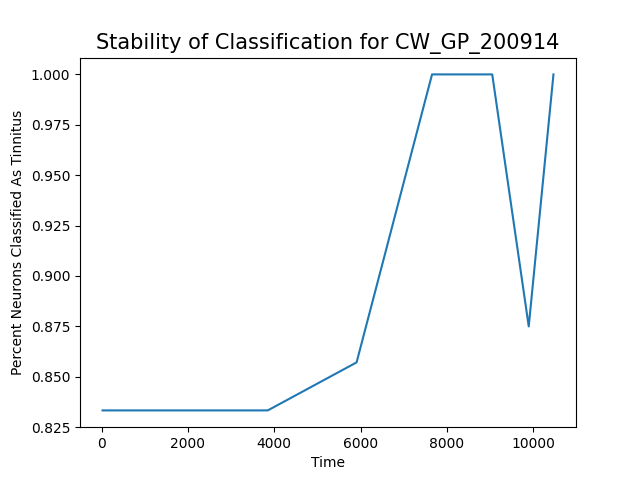 Stability of Classification for CW_GP_200914
1.000
0.975
0.950
0.925
0.900
0.875
0.850
0.825
Percent Neurons Classified As Tinnitus
0 2000 4000 6000 8000 10000
Time